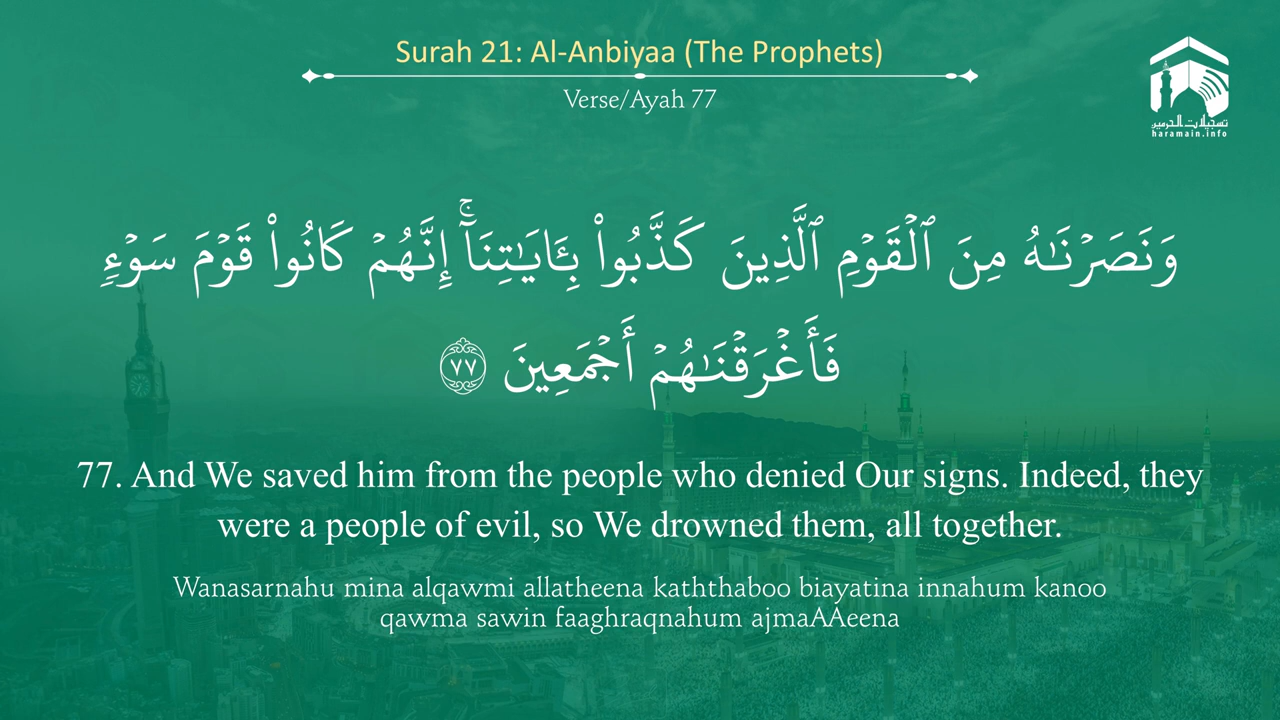 Surah 21: Al-Anbiyaa (The Prophets)
Verse/Ayah 77
تسجيلات الحرمين
haramain.info
وَنَصَرۡنَٰهُ مِنَ ٱلۡقَوۡمِ ٱلَّذِينَ كَذَّبُواْ بِـَٔايَٰتِنَآۚ إِنَّهُمۡ كَانُواْ قَوۡمَ سَوۡءٖ
فَأَغۡرَقۡنَٰهُمۡ أَجۡمَعِينَ ٧٧
77. And We saved him from the people who denied Our signs. Indeed, they
were a people of evil, so We drowned them, all together.
Wanasarnahu mina alqawmi allatheena kaththaboo biayatina innahum kanoo
qawma sawin faaghraqnahum ajmaAAeena